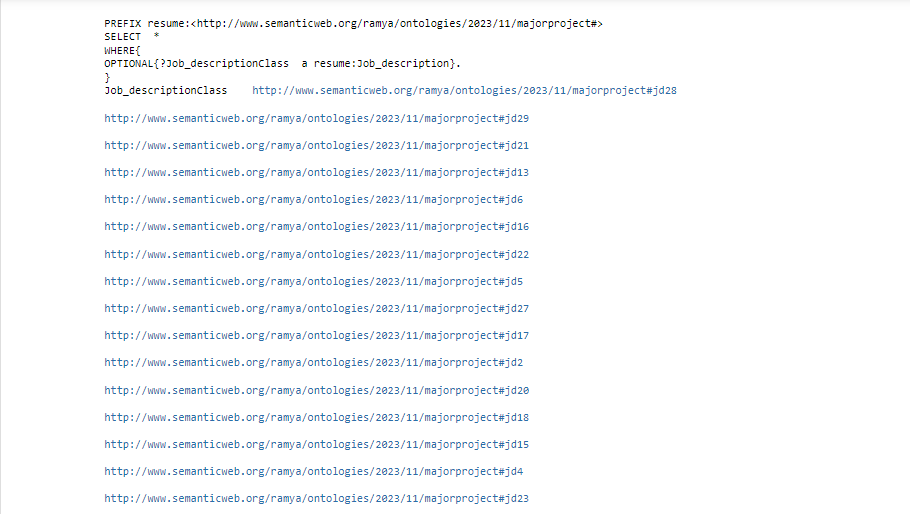 PREFIX resume:<http://www.semanticweb.org/ramya/ontologies/2023/11/majorproject#>
SELECT  *
WHERE{
OPTIONAL{?Job_descriptionClass  a resume:Job_description}.
}
Job_descriptionClass    http://www.semanticweb.org/ramya/ontologies/2023/11/majorproject#jd28
http://www.semanticweb.org/ramya/ontologies/2023/11/majorproject#jd29
http://www.semanticweb.org/ramya/ontologies/2023/11/majorproject#jd21
http://www.semanticweb.org/ramya/ontologies/2023/11/majorproject#jd13
http://www.semanticweb.org/ramya/ontologies/2023/11/majorproject#jd6
http://www.semanticweb.org/ramya/ontologies/2023/11/majorproject#jd16
http://www.semanticweb.org/ramya/ontologies/2023/11/majorproject#jd22
http://www.semanticweb.org/ramya/ontologies/2023/11/majorproject#jd5
http://www.semanticweb.org/ramya/ontologies/2023/11/majorproject#jd27
http://www.semanticweb.org/ramya/ontologies/2023/11/majorproject#jd17
http://www.semanticweb.org/ramya/ontologies/2023/11/majorproject#jd2
http://www.semanticweb.org/ramya/ontologies/2023/11/majorproject#jd20
http://www.semanticweb.org/ramya/ontologies/2023/11/majorproject#jd18
http://www.semanticweb.org/ramya/ontologies/2023/11/majorproject#jd15
http://www.semanticweb.org/ramya/ontologies/2023/11/majorproject#jd4
http://www.semanticweb.org/ramya/ontologies/2023/11/majorproject#jd23